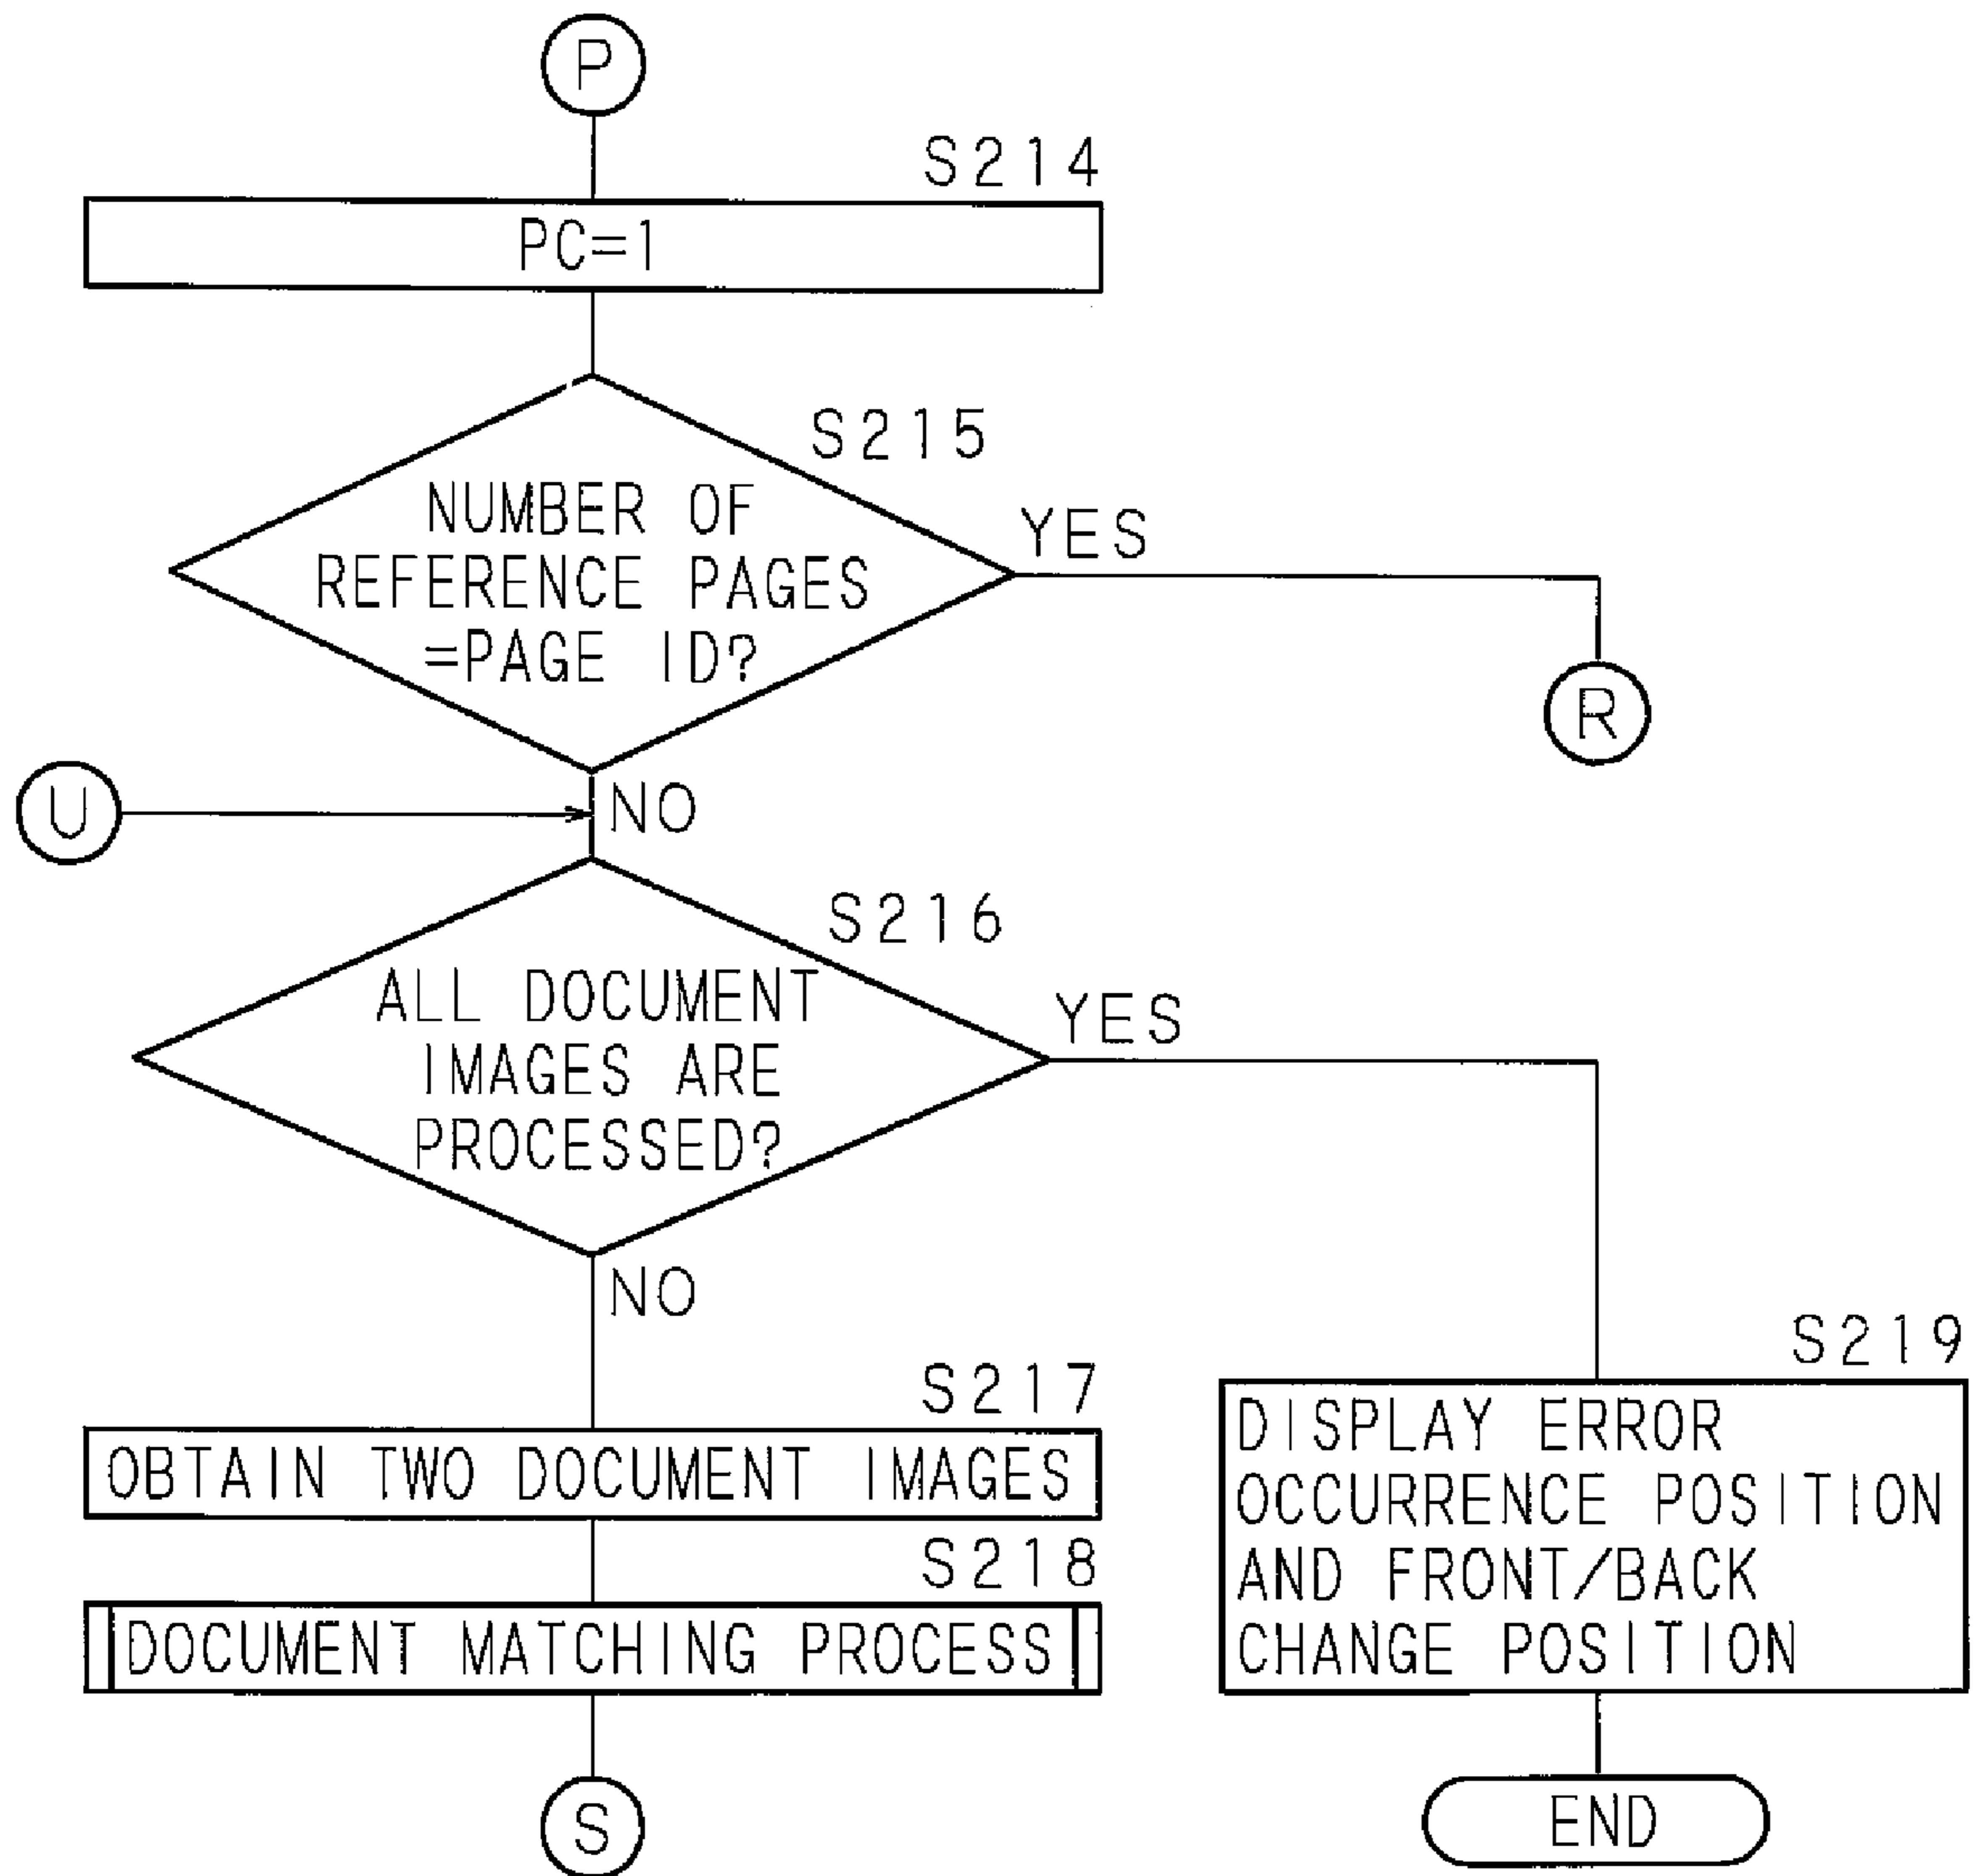 P
S214
PC=1
S215
NUMBER OF
REFERENCE PAGES
=PAGE ID?
YES
R
U
NO
S216
ALL DOCUMENT
IMAGES ARE
PROCESSED?
YES
NO
S217
OBTAIN TWO DOCUMENT IMAGES
S218
DOCUMENT MATCHING PROCESS
S
S219
DISPLAY ERROR
OCCURRENCE POSITION
AND FRONT/BACK
CHANGE POSITION
END